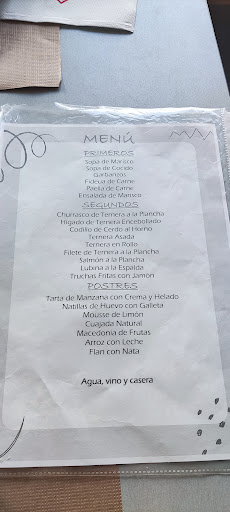 MENÚ
PRIMEROS
Sopa de Marisco
Sopa de Cocido
Garbanzos
Fideua de Carne
Paella de Carne
Ensalada de Marisco
SEGUNDOS
Churrasco de Ternera a la Plancha
Higado de Ternera Encebollado
Codillo de Cerdo al Horno
Ternera Asada
Ternera en Rollo
Filete de Ternera a la Plancha
Salmón a la Plancha
Lubina a la Espalda
Truchas Fritas con Jamón
POSTRES
Tarta de Manzana con Crema y Helado
Natillas de Huevo con Galleta
Mousse de Limón
Cuajada Natural
Macedonia de Frutas
Arroz con Leche
Flan con Nata
Agua, vino y casera